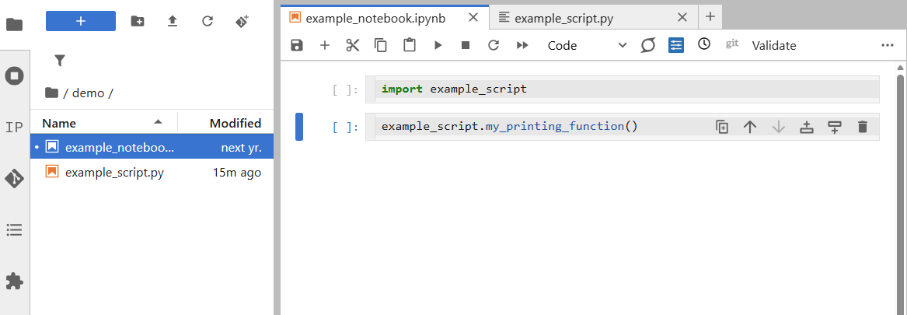 example_notebook.ipynb
example_script.py
Code
git
Validate
/ demo /
Name
Modified
example_noteboo...
next yr.
example_script.py
15m ago
IP
[ ]:
import example_script
[ ]:
example_script.my_printing_function()